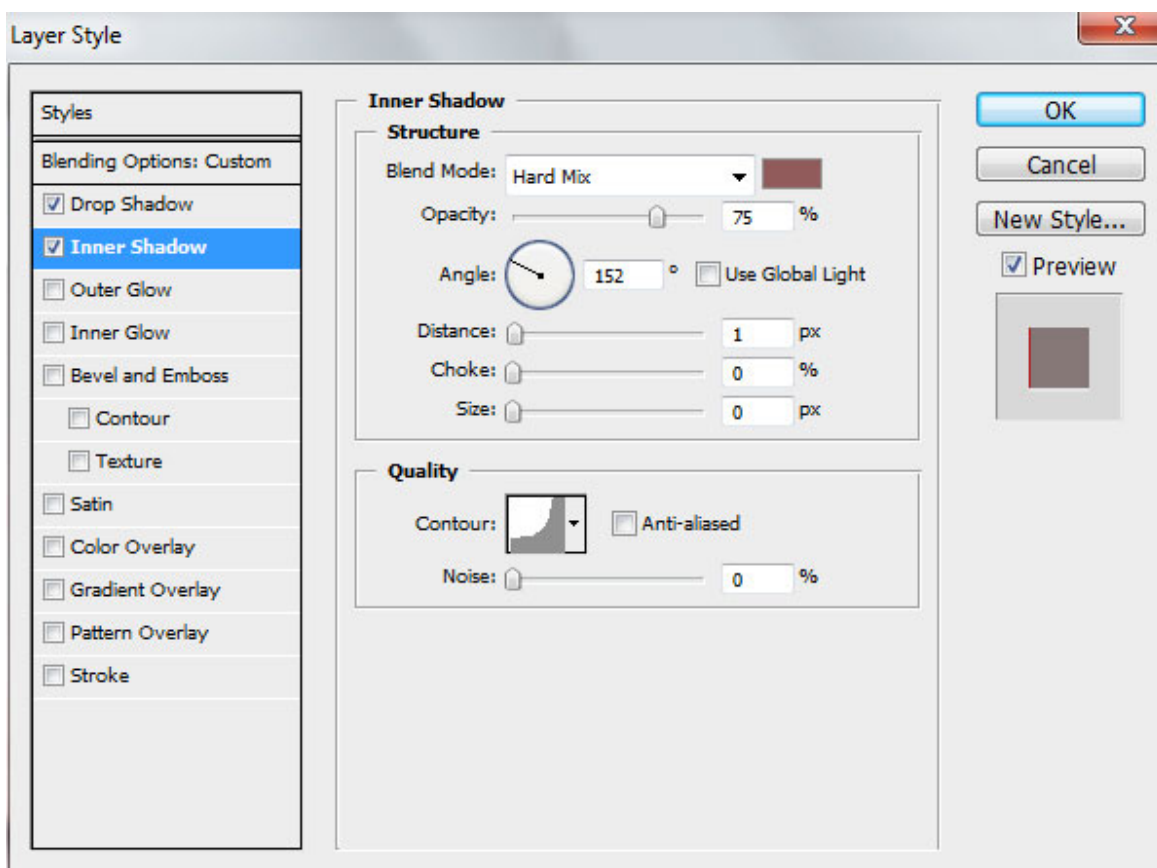 Layer Style
X
Styles
Blending Options: Custom
Drop Shadow
Inner Shadow
Outer Glow
Inner Glow
Bevel and Emboss
Contour
Texture
Satin
Color Overlay
Gradient Overlay
Pattern Overlay
Stroke
Inner Shadow
Structure
Blend Mode: Hard Mix
Opacity: 75 %
Angle: 152 ° Use Global Light
Distance: 1 px
Choke: 0 %
Size: 0 px
Quality
Contour: Anti-aliased
Noise: 0 %
OK
Cancel
New Style...
Preview